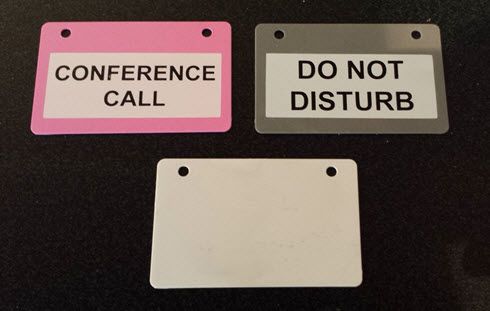 CONFERENCE
CALL
DO NOT
DISTURB